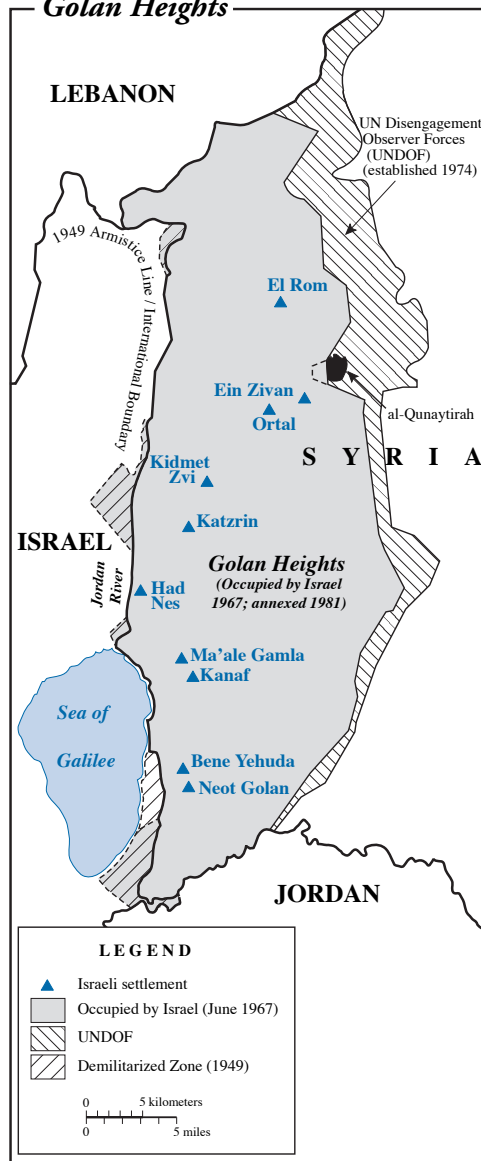 Golan Heights
LEBANON
UN Disengagement
Observer Forces
(UNDOF)
(established 1974)
1949 Armistice Line / International Boundary
El Rom
al-Qunaytirah
Ein Zivan
Ortal
SYRIA
Kidmet
Zvi
Katzrin
ISRAEL
Jordan
River
Golan Heights
(Occupied by Israel
1967; annexed 1981)
Had
Nes
Ma’ale Gamla
Kanaf
Sea of
Galilee
Bene Yehuda
Neot Golan
JORDAN
LEGEND
Israeli settlement
Occupied by Israel (June 1967)
UNDOF
Demilitarized Zone (1949)
0 5 kilometers
0 5 miles